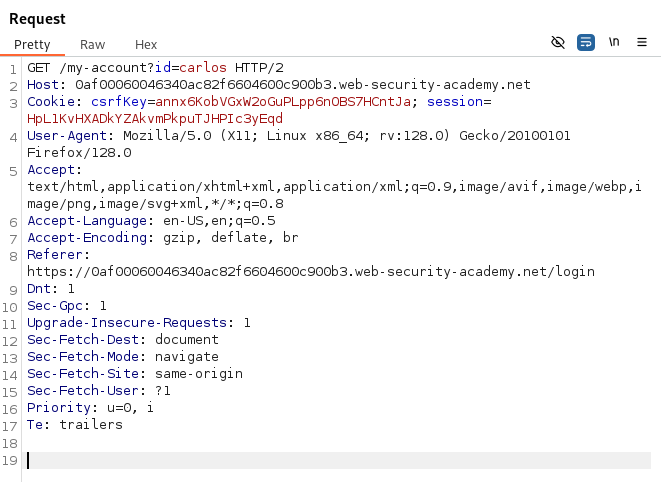 Request
Pretty Raw Hex \n
1 GET /my-account?id=carlos HTTP/2
2 Host: 0af00060046340ac82f6604600c900b3.web-security-academy.net
3 Cookie: csrfKey=annx6KobVGxW2oGuPLpp6nOBS7HCntJa; session=
HpL1KvHXADkYZAkvmPkpuTJHPIc3yEqd
4 User-Agent: Mozilla/5.0 (X11; Linux x86_64; rv:128.0) Gecko/20100101
Firefox/128.0
5 Accept:
text/html,application/xhtml+xml,application/xml;q=0.9,image/avif,image/webp,i
mage/png,image/svg+xml,*/*;q=0.8
6 Accept-Language: en-US,en;q=0.5
7 Accept-Encoding: gzip, deflate, br
8 Referer:
https://0af00060046340ac82f6604600c900b3.web-security-academy.net/login
9 Dnt: 1
10 Sec-Gpc: 1
11 Upgrade-Insecure-Requests: 1
12 Sec-Fetch-Dest: document
13 Sec-Fetch-Mode: navigate
14 Sec-Fetch-Site: same-origin
15 Sec-Fetch-User: ?1
16 Priority: u=0, i
17 Te: trailers
18
19